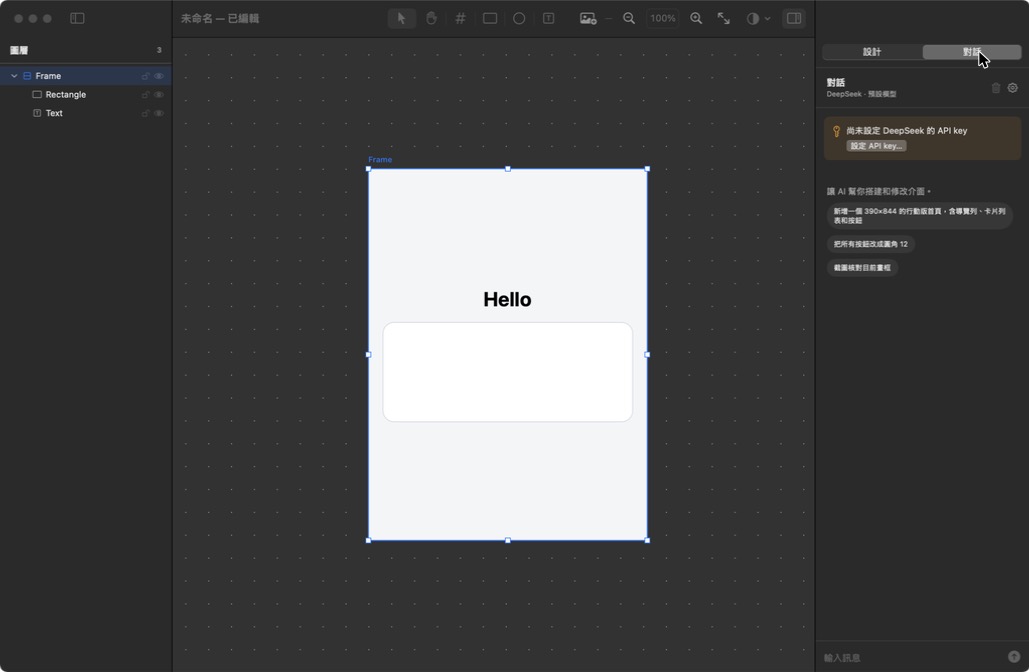 未命名 — 已編輯
100%
圖層
3
Frame
Rectangle
Text
Frame
Hello
設計
對話
對話
DeepSeek · 預設模型
尚未設定 DeepSeek 的 API key
設定 API key...
讓 AI 幫你搭建和修改介面。
新增一個 390×844 的行動版首頁，含導覽列、卡片列
表和按鈕
把所有按鈕改成圓角 12
截圖核對目前畫框
輸入訊息